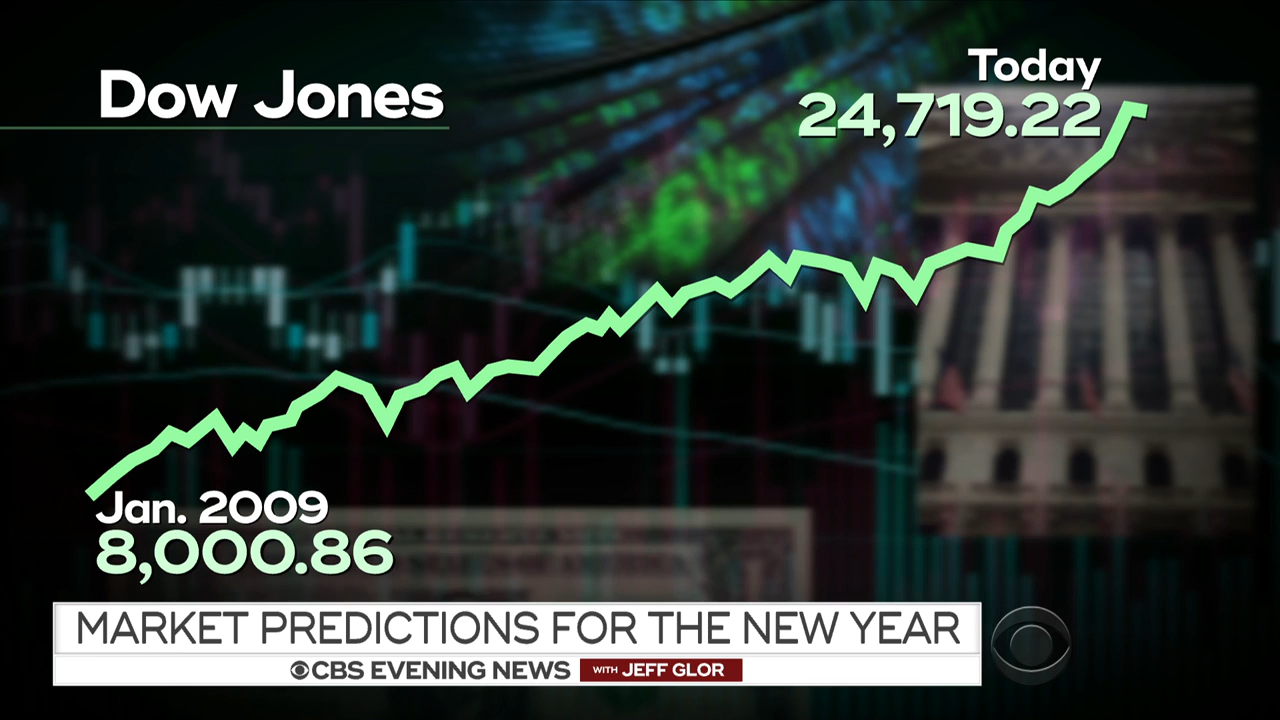 Dow Jones
Today
24,719.22
Jan. 2009
8,000.86
MARKET PREDICTIONS FOR THE NEW YEAR
CBS EVENING NEWS WITH JEFF GLOR